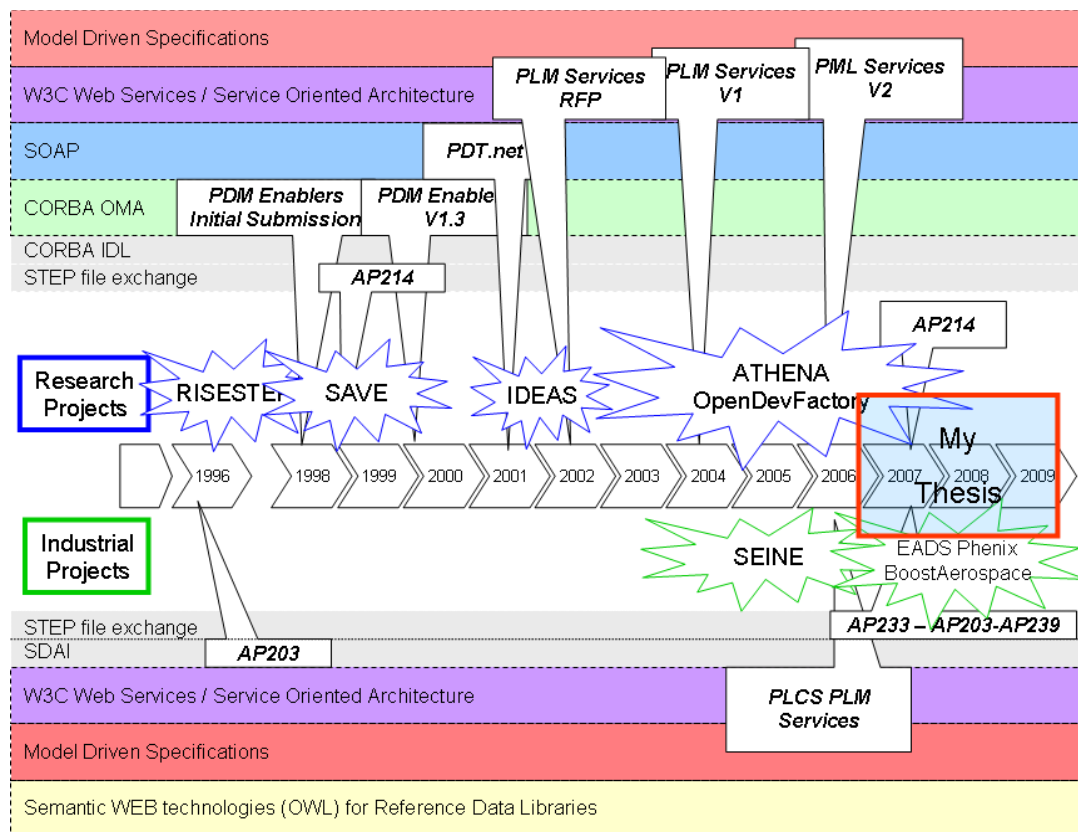 Model Driven Specifications
PLM Services
RFP
PLM Services
V1
PML Services
V2
W3C Web Services / Service Oriented Architecture
SOAP
PDT.net
CORBA OMA
PDM Enablers
Initial Submission
PDM Enable
V1.3
CORBA IDL
STEP file exchange
AP214
AP214
Research
Projects
RISESTEP
SAVE
IDEAS
ATHENA
OpenDevFactory
My
Thesis
1996
1998
1999
2000
2001
2002
2003
2004
2005
2006
2007
2008
2009
Industrial
Projects
SEINE
EADS Phenix
BoostAerospace
STEP file exchange
AP233 – AP203-AP239
SDAI
AP203
W3C Web Services / Service Oriented Architecture
PLCS PLM
Services
Model Driven Specifications
Semantic WEB technologies (OWL) for Reference Data Libraries